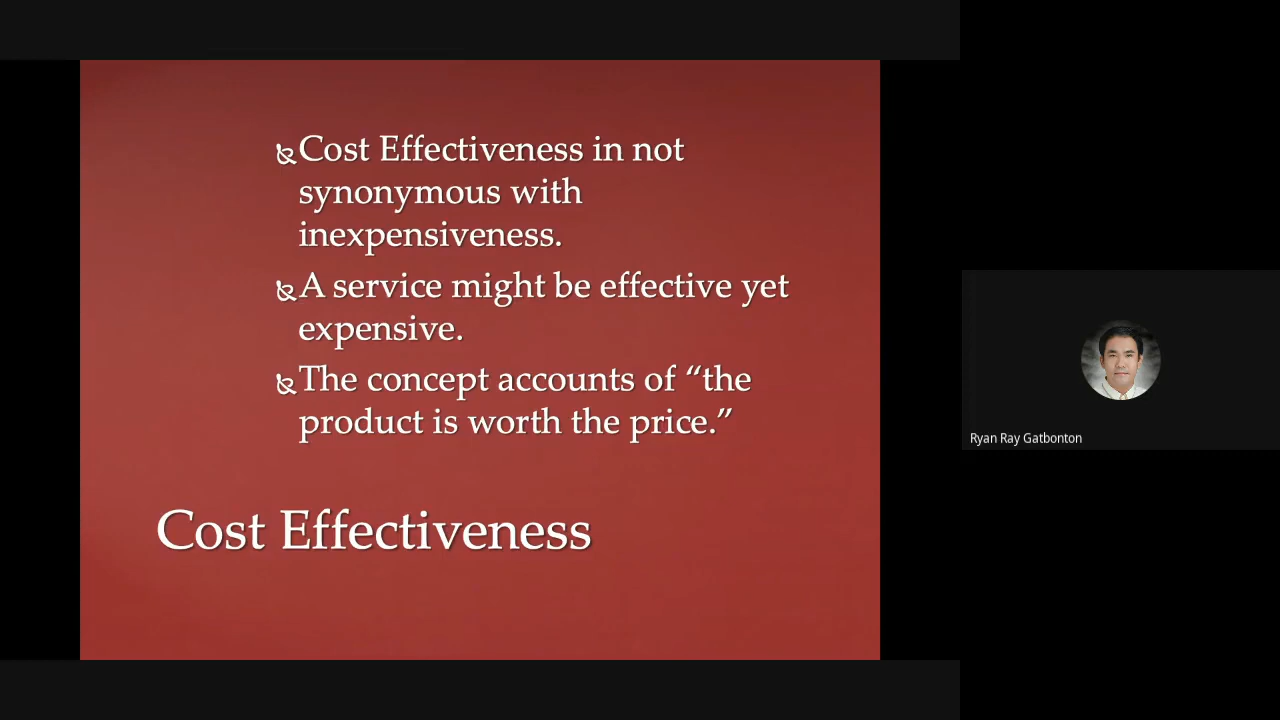 Cost Effectiveness in not
synonymous with
inexpensiveness.
A service might be effective yet
expensive.
The concept accounts of “the
product is worth the price.”
Cost Effectiveness
Ryan Ray Gatbonton